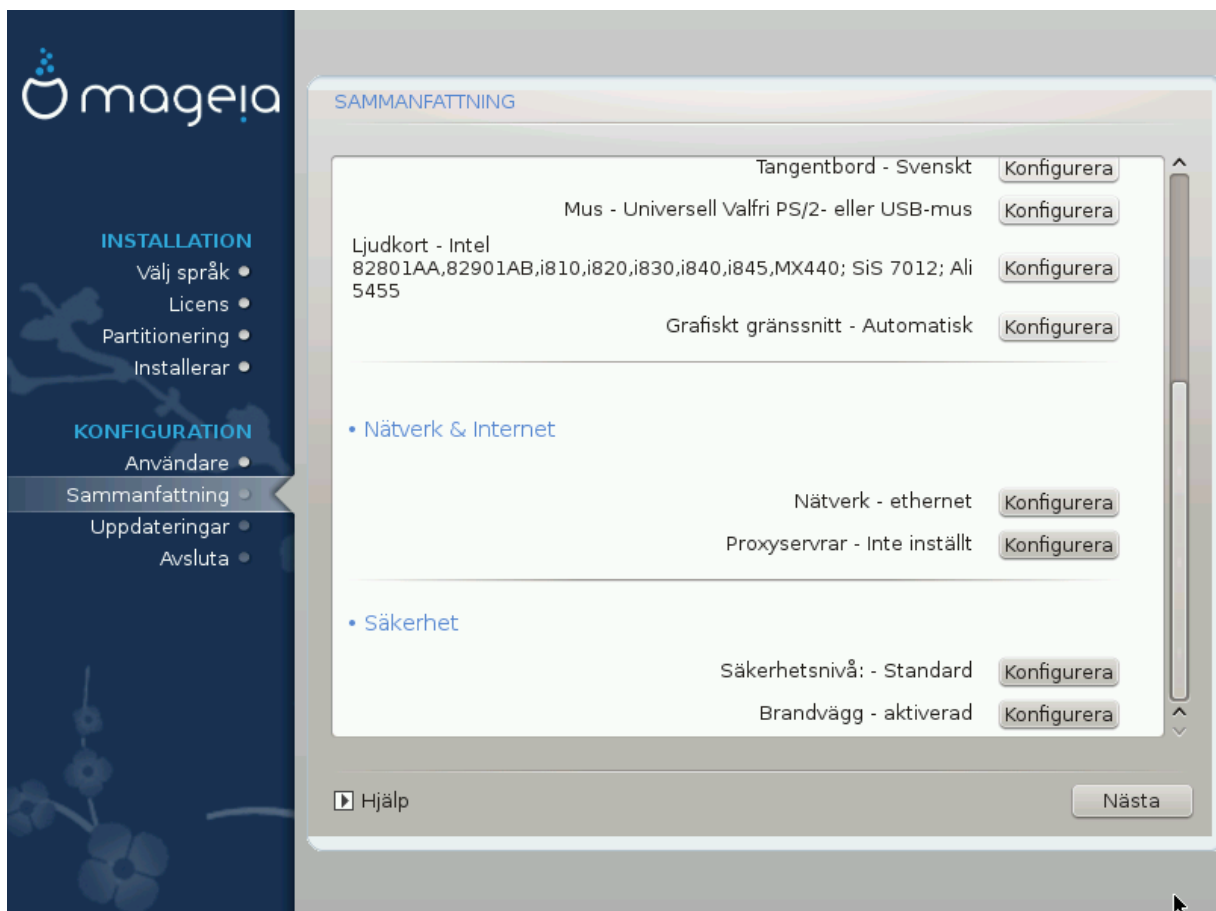 mageia
INSTALLATION
Välj språk
Licens
Partitionering
Installerar
KONFIGURATION
Användare
Sammanfattning
Uppdateringar
Avsluta
SAMMANFATTNING
Tangentbord - Svenskt Konfigurera
Mus - Universell Valfri PS/2- eller USB-mus Konfigurera
Ljudkort - Intel
82801AA,82901AB,i810,i820,i830,i840,i845,MX440; SiS 7012; Ali Konfigurera
5455
Grafiskt gränssnitt - Automatisk Konfigurera
• Nätverk & Internet
Nätverk - ethernet Konfigurera
Proxyservrar - Inte inställt Konfigurera
• Säkerhet
Säkerhetsnivå: - Standard Konfigurera
Brandvägg - aktiverad Konfigurera
Hjälp
Nästa